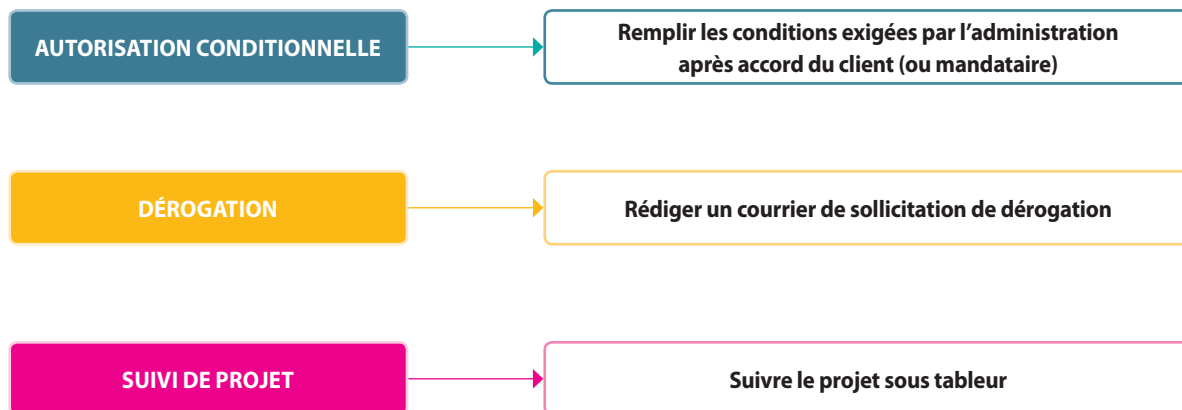 AUTORISATION CONDITIONNELLE
Remplir les conditions exigées par l’administration
après accord du client (ou mandataire)
DÉROGATION
Rédiger un courrier de sollicitation de dérogation
SUIVI DE PROJET
Suivre le projet sous tableur